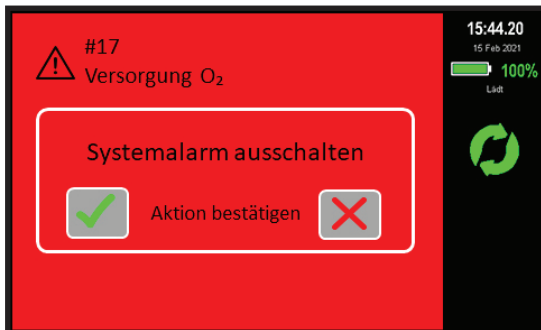 #17
Versorgung O₂
Systemalarm ausschalten
Aktion bestätigen
15:44.20
15 Feb 2021
100%
Lädt